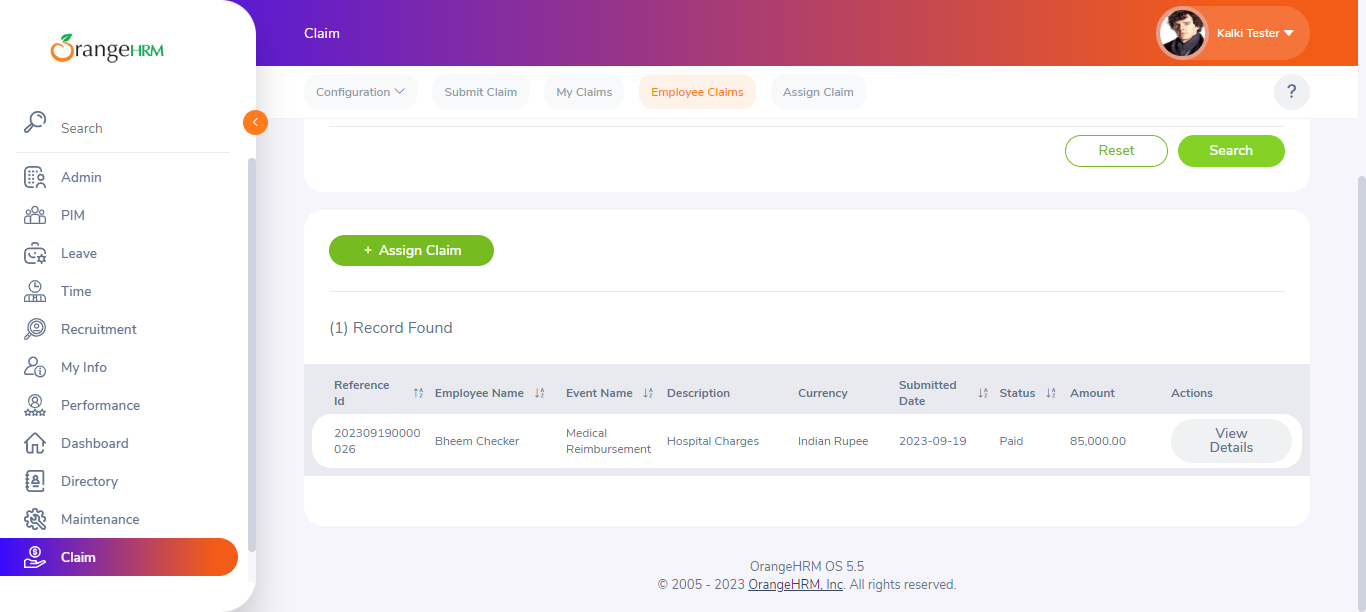 OrangeHRM
Claim
Kalki Tester
Configuration
Submit Claim
My Claims
Employee Claims
Assign Claim
?
Search
Admin
PIM
Leave
Time
Recruitment
My Info
Performance
Dashboard
Directory
Maintenance
Claim
Reset
Search
+ Assign Claim
(1) Record Found
Reference
Id
Employee Name
Event Name
Description
Currency
Submitted
Date
Status
Amount
Actions
202309190000
026
Bheem Checker
Medical
Reimbursement
Hospital Charges
Indian Rupee
2023-09-19
Paid
85,000.00
View
Details
OrangeHRM OS 5.5
© 2005 - 2023 OrangeHRM, Inc. All rights reserved.